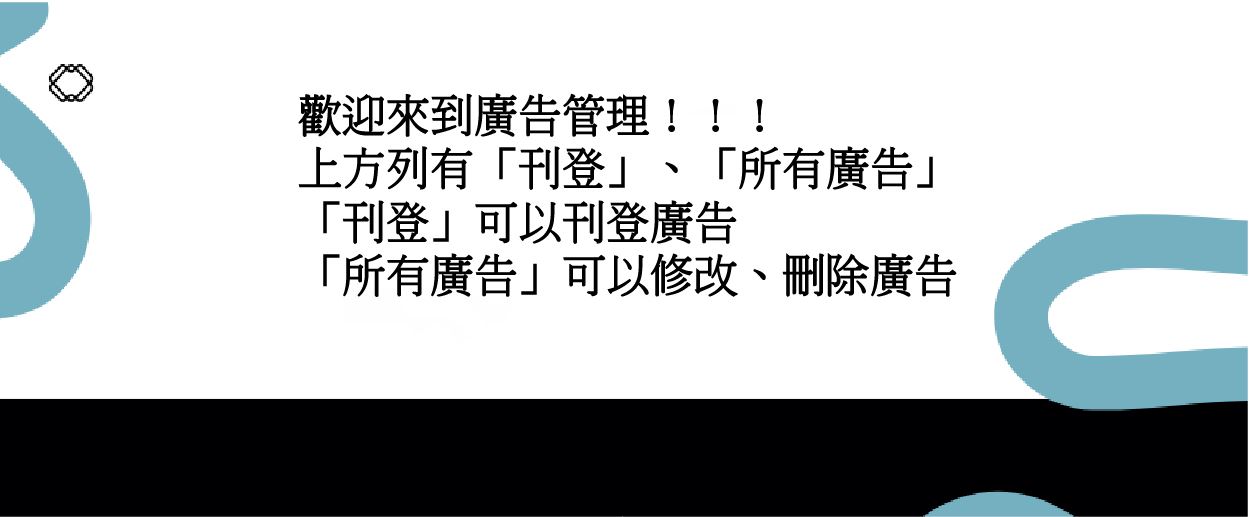 歡迎來到廣告管理！！！
上方列有「刊登」、「所有廣告」
「刊登」可以刊登廣告
「所有廣告」可以修改、刪除廣告